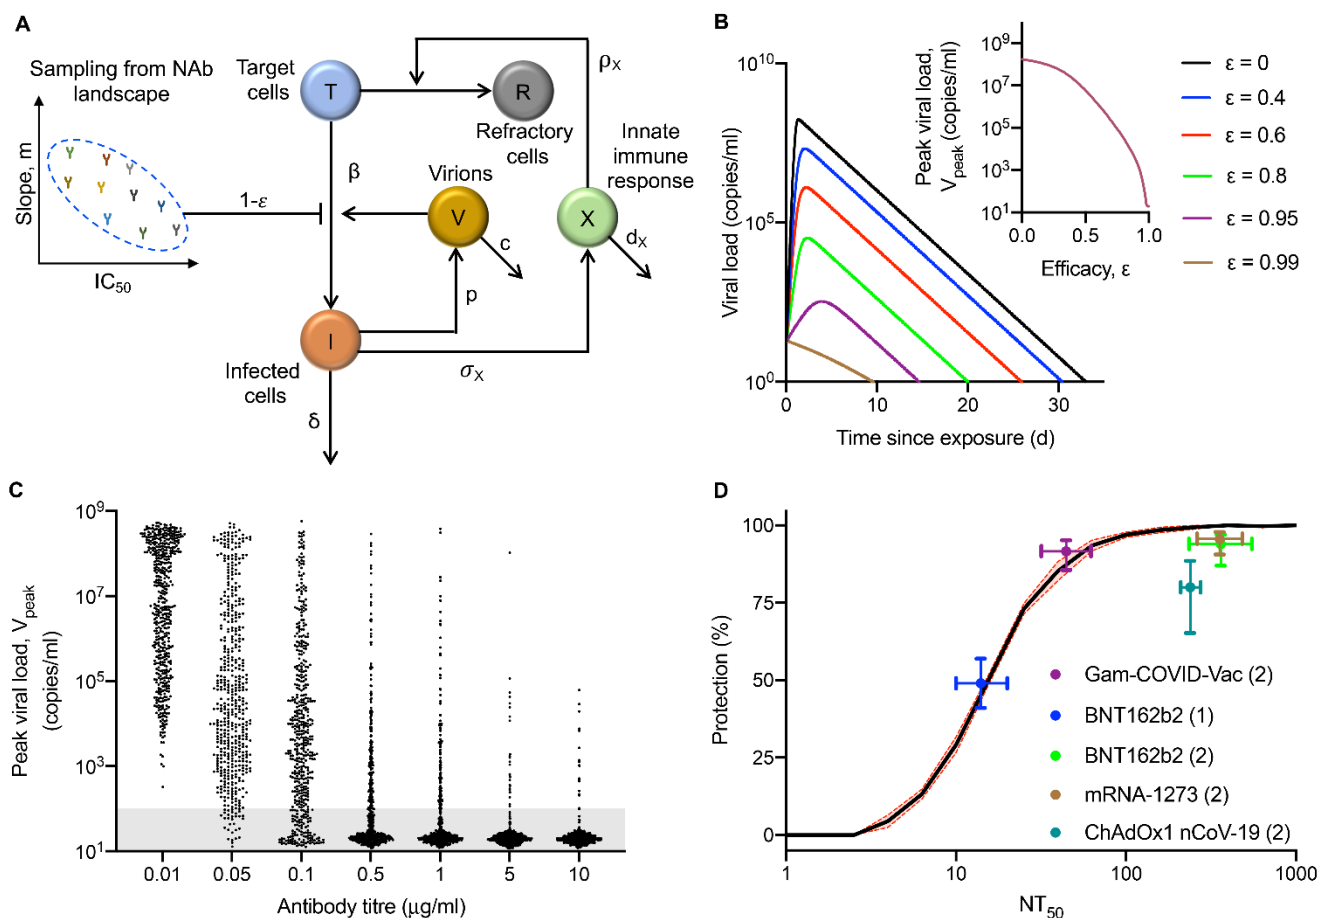 A
Sampling from NAb
landscape
Slope, m
IC50
1-ε
Target
cells
T
R
Refractory
cells
ρX
Innate
immune
response
β
Virions
V
X
c
dX
p
I
Infected
cells
σX
δ
B
Viral load (copies/ml)
10^10
10^5
10^0
0
10
20
30
Time since exposure (d)
Peak viral load,
Vpeak (copies/ml)
10^9
10^7
10^5
10^3
10^1
0.0
0.5
1.0
Efficacy, ε
ε = 0
ε = 0.4
ε = 0.6
ε = 0.8
ε = 0.95
ε = 0.99
C
Peak viral load, Vpeak
(copies/ml)
10^9
10^7
10^5
10^3
10^1
0.01
0.05
0.1
0.5
1
5
10
Antibody titre (μg/ml)
D
Protection (%)
100
75
50
25
0
1
10
100
1000
NT50
Gam-COVID-Vac (2)
BNT162b2 (1)
BNT162b2 (2)
mRNA-1273 (2)
ChAdOx1 nCoV-19 (2)